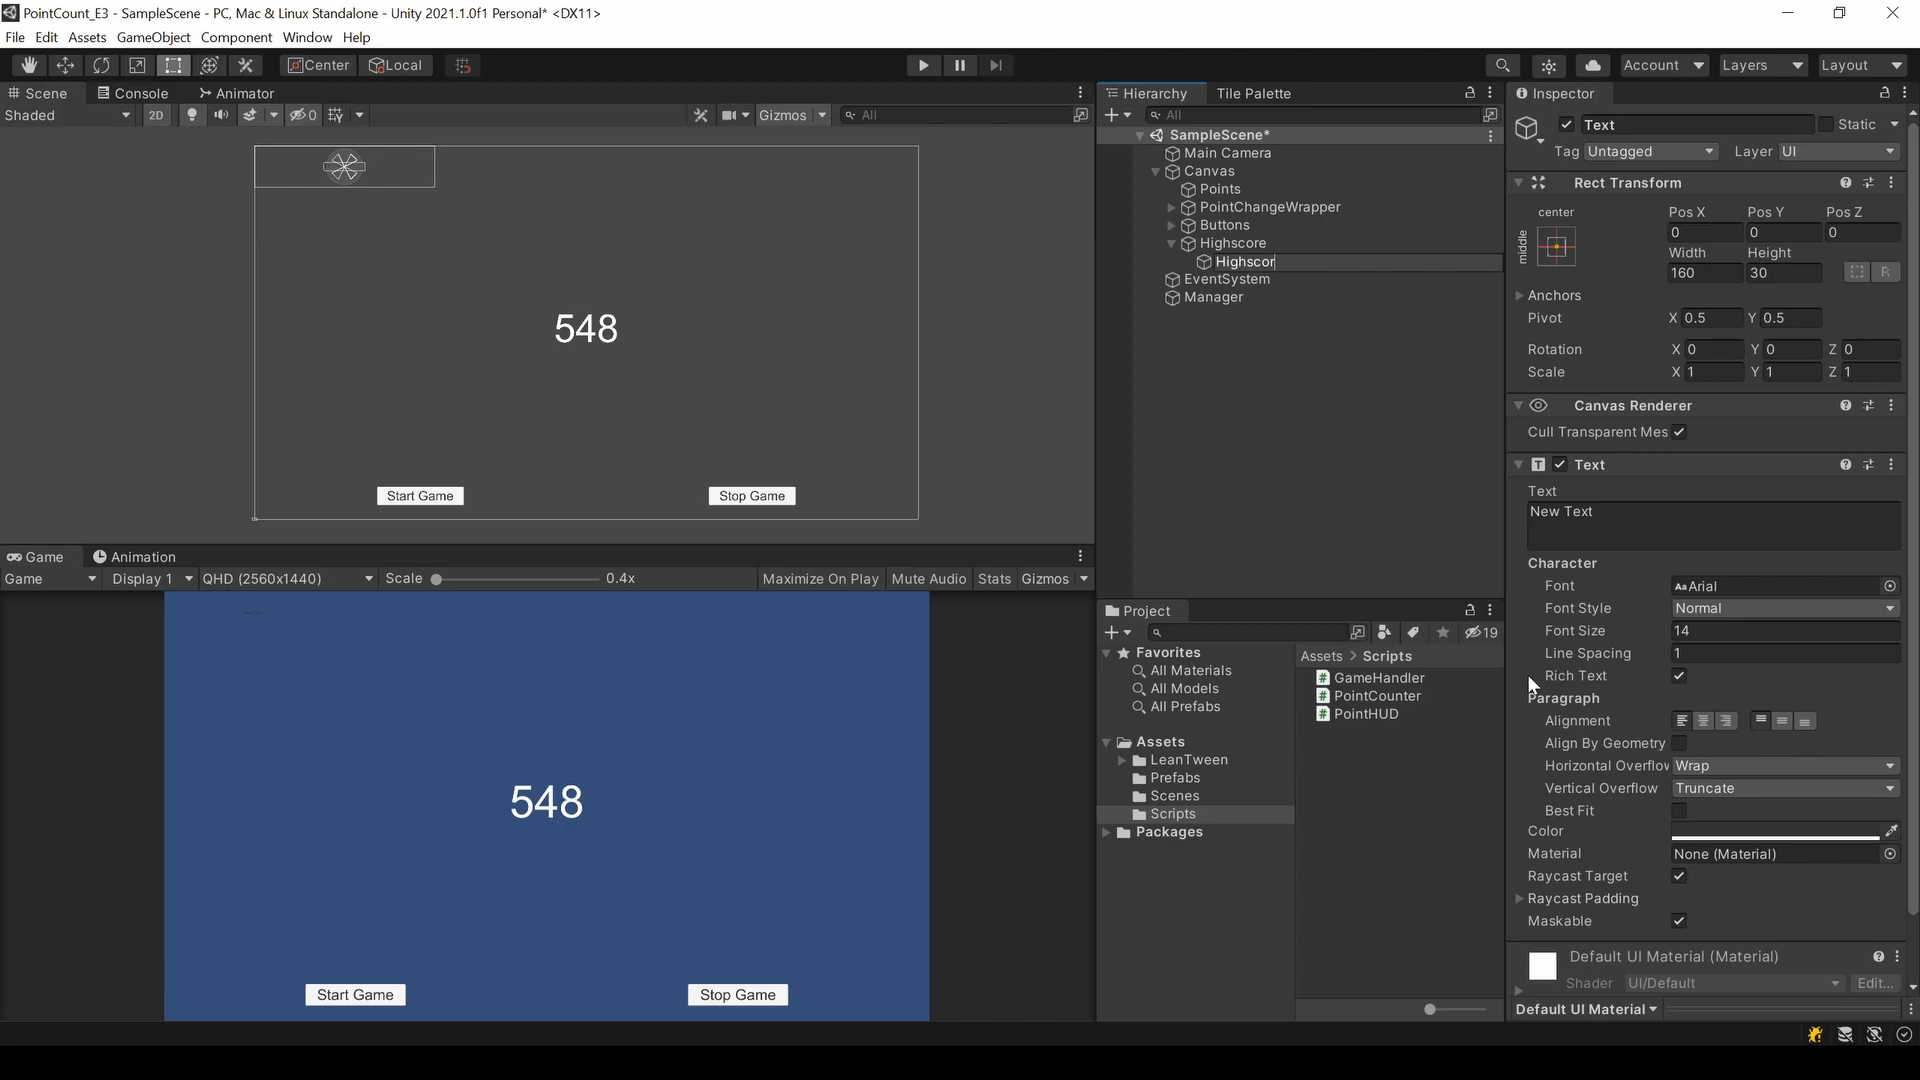 PointCount_E3 - SampleScene - PC, Mac & Linux Standalone - Unity 2021.1.0f1 Personal* <DX11>
File Edit Assets GameObject Component Window Help
Center Local Account Layers Layout
Scene Console Animator
Shaded 2D 0 Gizmos All
548
Start Game Stop Game
Game Animation
Game Display 1 QHD (2560x1440) Scale 0.4x Maximize On Play Mute Audio Stats Gizmos
548
Start Game Stop Game
Hierarchy Tile Palette
All
SampleScene*
Main Camera
Canvas
Points
PointChangeWrapper
Buttons
Highscore
Highscor
EventSystem
Manager
Project
19
Favorites
All Materials
All Models
All Prefabs
Assets
LeanTween
Prefabs
Scenes
Scripts
Packages
Assets > Scripts
GameHandler
PointCounter
PointHUD
Inspector
Text Static
Tag Untagged Layer UI
Rect Transform
center Pos X Pos Y Pos Z
middle 0 0 0
Width Height
160 30 R
Anchors
Pivot X 0.5 Y 0.5
Rotation X 0 Y 0 Z 0
Scale X 1 Y 1 Z 1
Canvas Renderer
Cull Transparent Mes
Text
Text
New Text
Character
Font Aa Arial
Font Style Normal
Font Size 14
Line Spacing 1
Rich Text
Paragraph
Alignment
Align By Geometry
Horizontal Overflow Wrap
Vertical Overflow Truncate
Best Fit
Color
Material None (Material)
Raycast Target
Raycast Padding
Maskable
Default UI Material (Material)
Shader UI/Default Edit...
Default UI Material